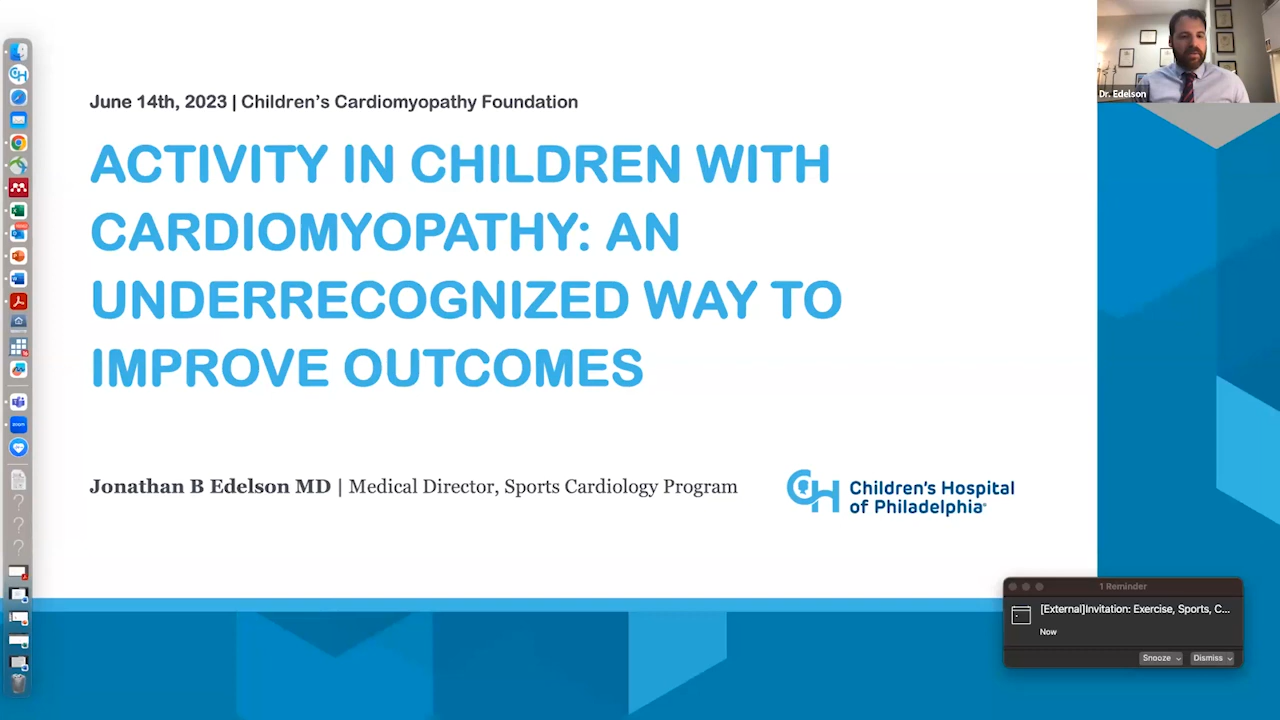 June 14th, 2023 | Children's Cardiomyopathy Foundation
ACTIVITY IN CHILDREN WITH
CARDIOMYOPATHY: AN
UNDERRECOGNIZED WAY TO
IMPROVE OUTCOMES
Jonathan B Edelson MD | Medical Director, Sports Cardiology Program
CH Children's Hospital
of Philadelphia
Dr. Edelson
zoom
1 Reminder
[External]Invitation: Exercise, Sports, C...
Now
Snooze
Dismiss